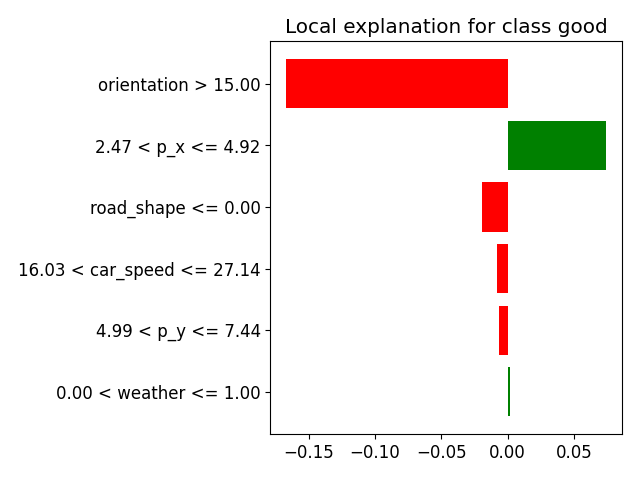 Local explanation for class good
orientation > 15.00
2.47 < p_x <= 4.92
road_shape <= 0.00
16.03 < car_speed <= 27.14
4.99 < p_y <= 7.44
0.00 < weather <= 1.00
−0.15 −0.10 −0.05 0.00 0.05